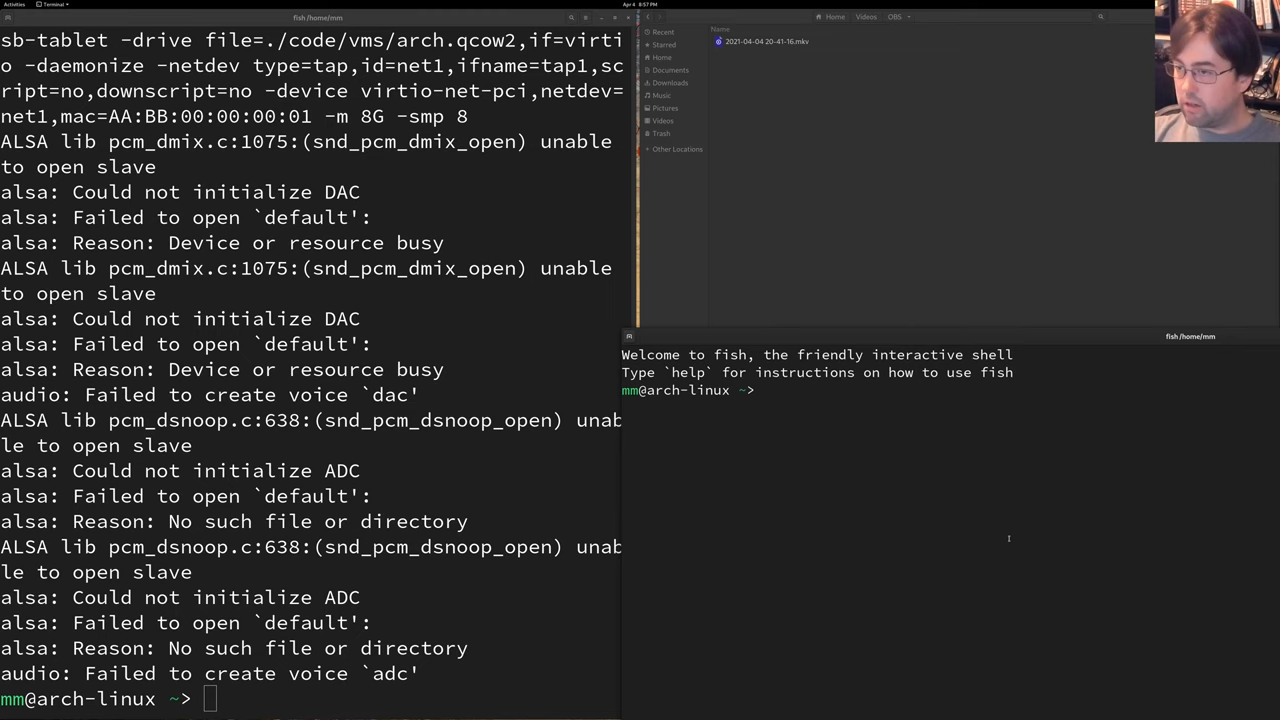 Activities
Terminal
Apr 4 8:57 PM
fish /home/mm
sb-tablet -drive file=./code/vms/arch.qcow2,if=virti
o -daemonize -netdev type=tap,id=net1,ifname=tap1,sc
ript=no,downscript=no -device virtio-net-pci,netdev=
net1,mac=AA:BB:00:00:00:01 -m 8G -smp 8
ALSA lib pcm_dmix.c:1075:(snd_pcm_dmix_open) unable
to open slave
alsa: Could not initialize DAC
alsa: Failed to open `default':
alsa: Reason: Device or resource busy
ALSA lib pcm_dmix.c:1075:(snd_pcm_dmix_open) unable
to open slave
alsa: Could not initialize DAC
alsa: Failed to open `default':
alsa: Reason: Device or resource busy
audio: Failed to create voice `dac'
ALSA lib pcm_dsnoop.c:638:(snd_pcm_dsnoop_open) unab
le to open slave
alsa: Could not initialize ADC
alsa: Failed to open `default':
alsa: Reason: No such file or directory
ALSA lib pcm_dsnoop.c:638:(snd_pcm_dsnoop_open) unab
le to open slave
alsa: Could not initialize ADC
alsa: Failed to open `default':
alsa: Reason: No such file or directory
audio: Failed to create voice `adc'
mm@arch-linux ~>
Home Videos OBS
Recent
Starred
Home
Documents
Downloads
Music
Pictures
Videos
Trash
+ Other Locations
Name
2021-04-04 20-41-16.mkv
fish /home/mm
Welcome to fish, the friendly interactive shell
Type `help` for instructions on how to use fish
mm@arch-linux ~>